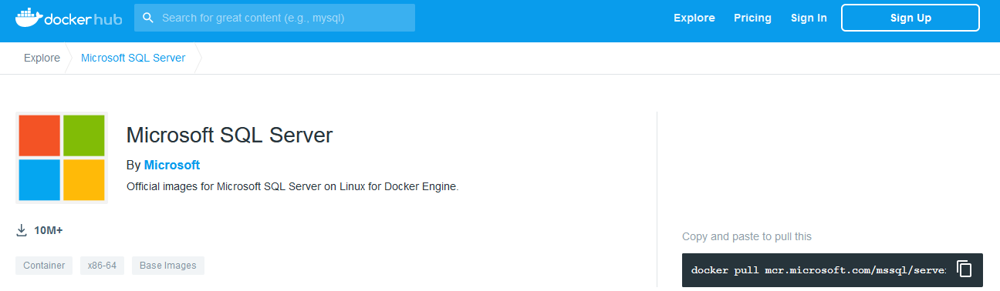 docker hub
Search for great content (e.g., mysql)
Explore
Pricing
Sign In
Sign Up
Explore
Microsoft SQL Server
Microsoft SQL Server
By Microsoft
Official images for Microsoft SQL Server on Linux for Docker Engine.
10M+
Container
x86-64
Base Images
Copy and paste to pull this
docker pull mcr.microsoft.com/mssql/serve